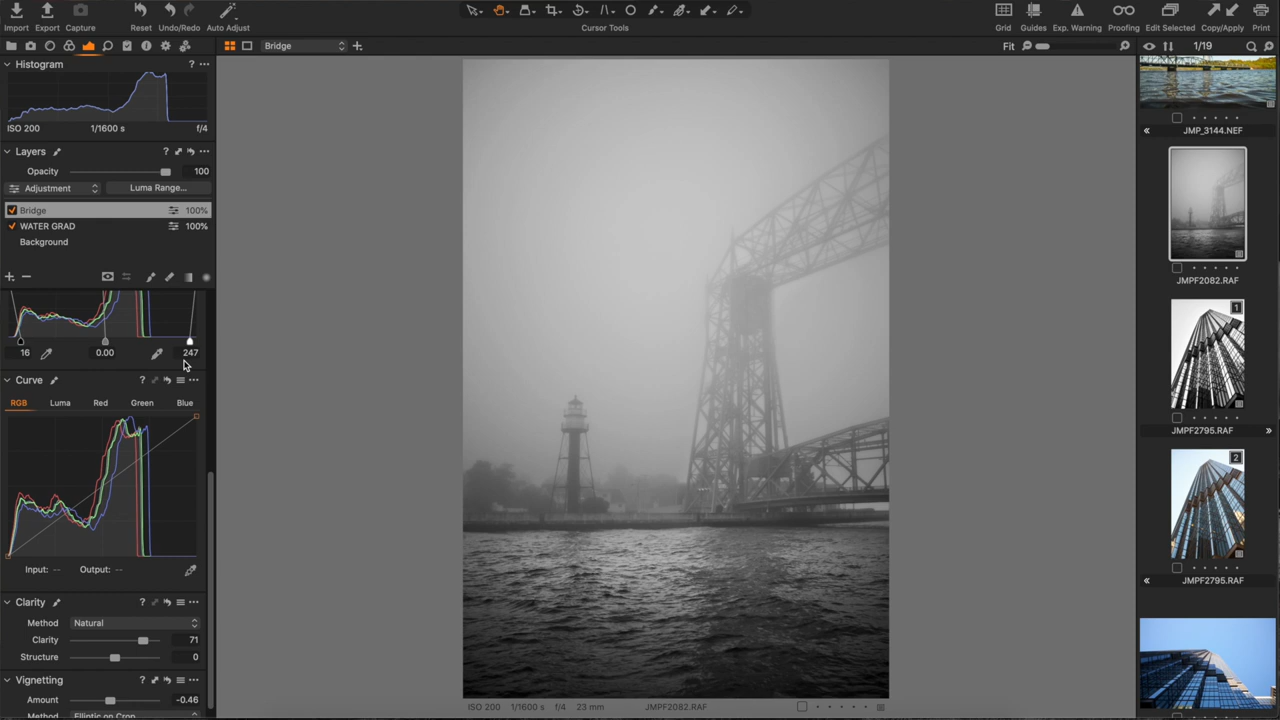 Import Export Capture Reset Undo/Redo Auto Adjust Cursor Tools Grid Guides Exp. Warning Proofing Edit Selected Copy/Apply Print
Bridge Fit 1/19
Histogram ? ...
ISO 200 1/1600 s f/4
Layers ? ...
Opacity 100
Adjustment Luma Range...
Bridge 100%
WATER GRAD 100%
Background
16 0.00 247
Curve ? ...
RGB Luma Red Green Blue
Input: -- Output: --
Clarity ? ...
Method Natural
Clarity 71
Structure 0
Vignetting ? ...
Amount -0.46
Method Elliptic on Crop
ISO 200 1/1600 s f/4 23 mm JMPF2082.RAF
JMP_3144.NEF
JMPF2082.RAF
1
JMPF2795.RAF
2
JMPF2795.RAF